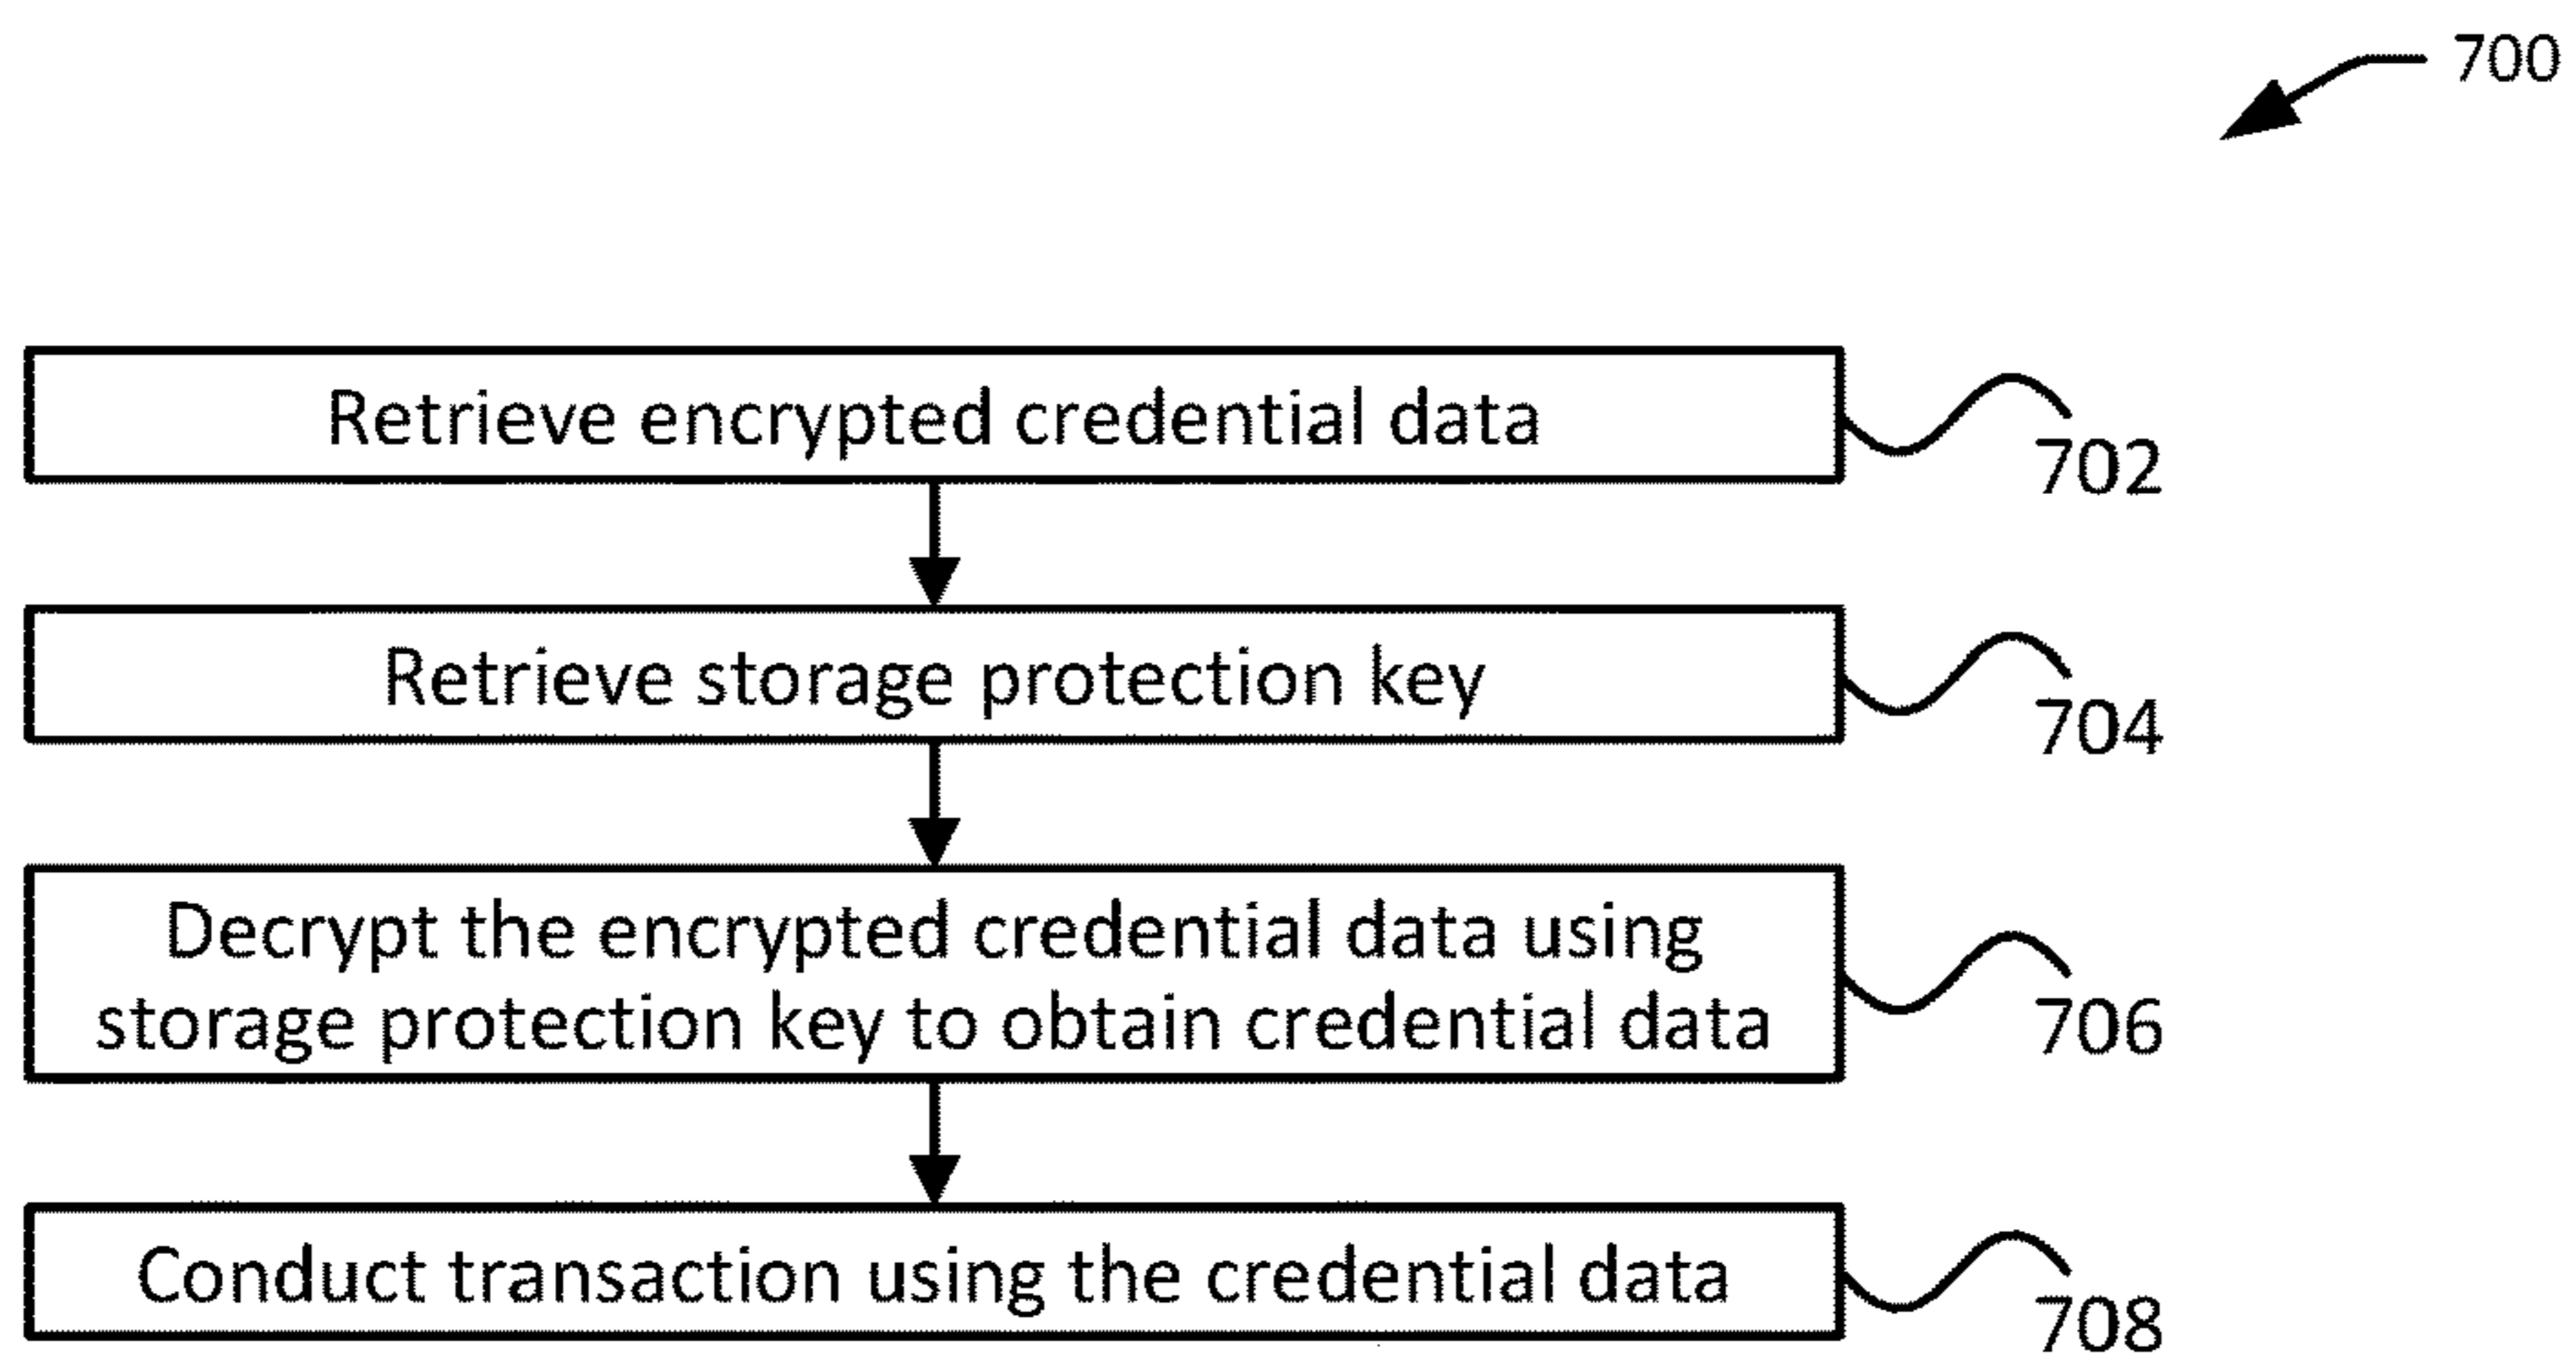 700
Retrieve encrypted credential data
702
Retrieve storage protection key
704
Decrypt the encrypted credential data using
storage protection key to obtain credential data
706
Conduct transaction using the credential data
708